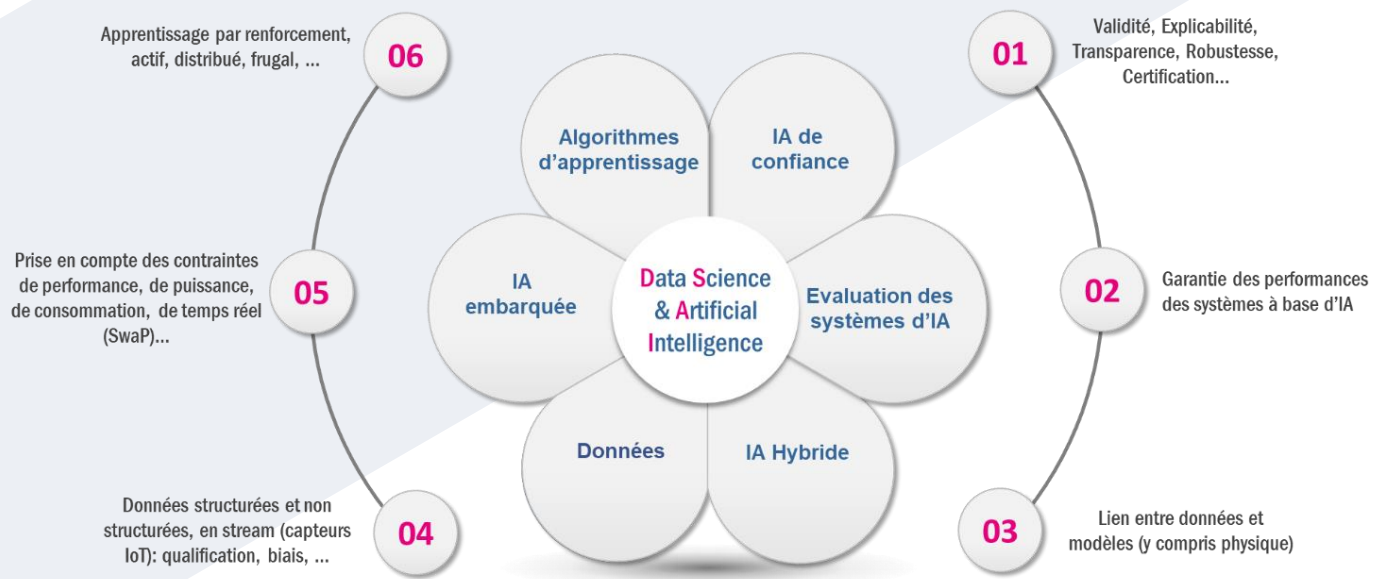 Apprentissage par renforcement,
actif, distribué, frugal, ...
06
01
Validité, Explicabilité,
Transparence, Robustesse,
Certification...
Algorithmes
d'apprentissage
IA de
confiance
Prise en compte des contraintes
de performance, de puissance,
de consommation, de temps réel
(SwaP)...
05
IA
embarquée
Data Science
& Artificial
Intelligence
Evaluation des
systèmes d'IA
02
Garantie des performances
des systèmes à base d'IA
Données
IA Hybride
Données structurées et non
structurées, en stream (capteurs
IoT): qualification, biais, ...
04
03
Lien entre données et
modèles (y compris physique)